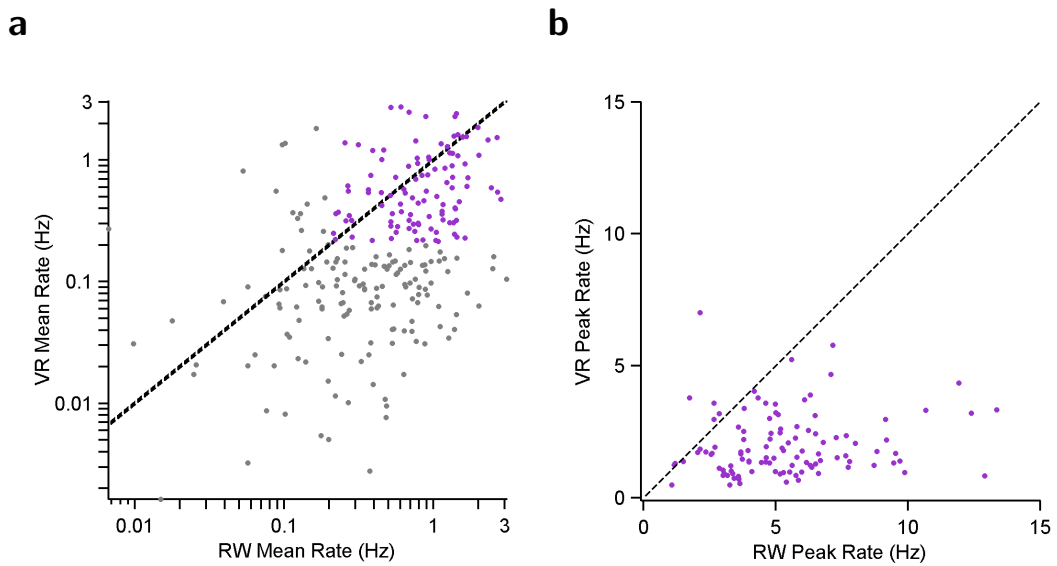 a
3
1
0.1
0.01
VR Mean Rate (Hz)
0.01
0.1
1
3
RW Mean Rate (Hz)
b
15
10
5
0
VR Peak Rate (Hz)
0
5
10
15
RW Peak Rate (Hz)